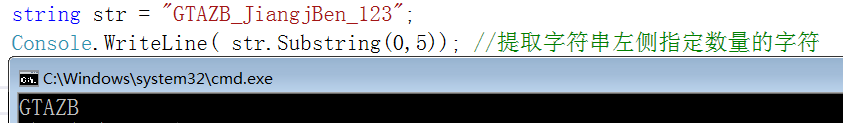 string str = "GTAZB_JiangjBen_123";
Console.WriteLine( str.Substring(0,5)); //提取字符串左侧指定数量的字符
C:\Windows\system32\cmd.exe
GTAZB